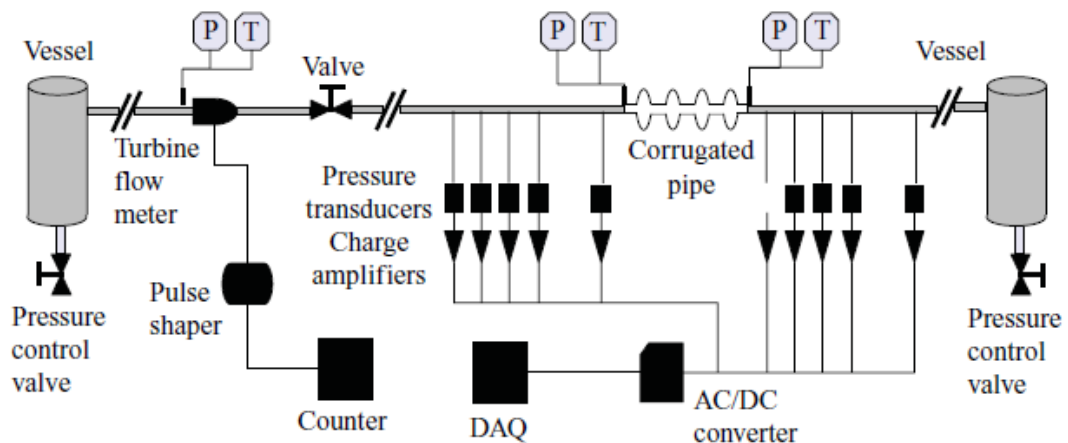 P
T
P
T
P
T
Vessel
Valve
Vessel
Turbine
flow
meter
Pressure
transducers
Charge
amplifiers
Corrugated
pipe
Pulse
shaper
Pressure
control
valve
Pressure
control
valve
Counter
DAQ
AC/DC
converter